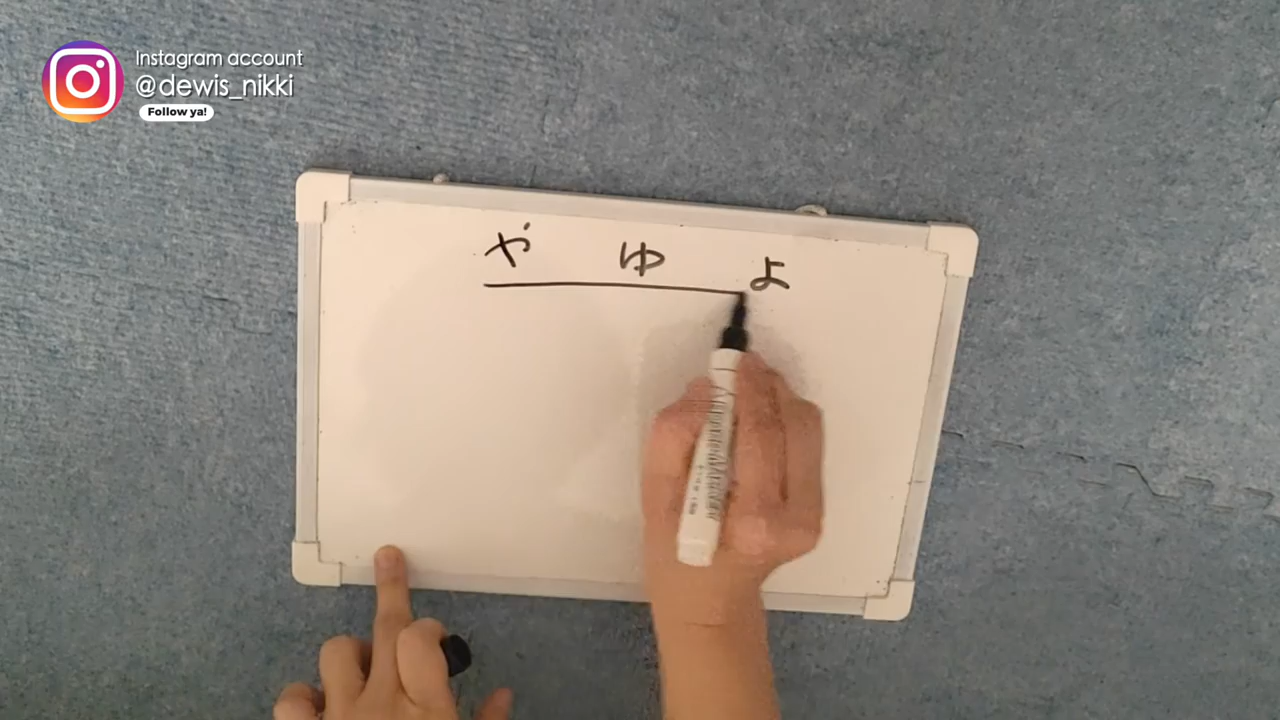 Instagram account
@dewis_nikki
Follow ya!
や ゆ よ